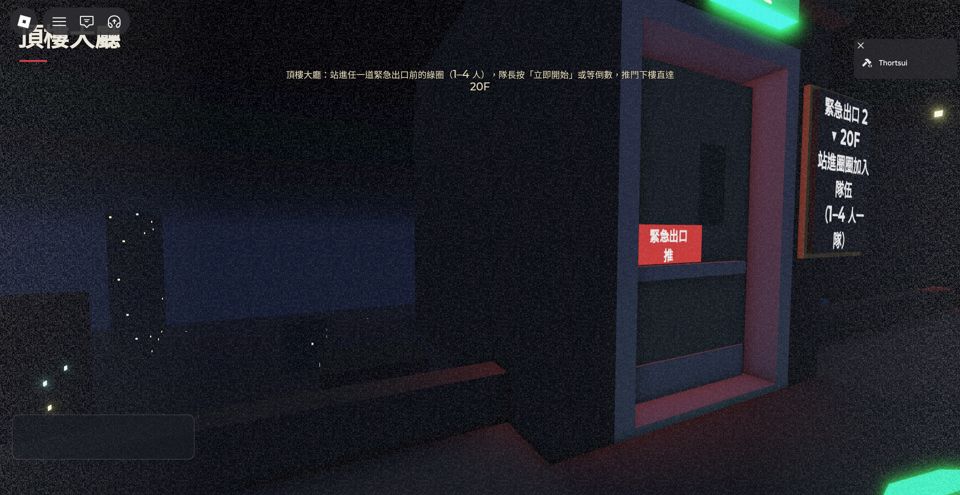 頂樓大廳
頂樓大廳：站進任一道緊急出口前的綠圈（1–4 人），隊長按「立即開始」或等倒數，推門下樓直達
20F
Thortsui
緊急出口 2
▼ 20F
站進圈圈加入
隊伍
(1–4 人一
隊)
緊急出口
推